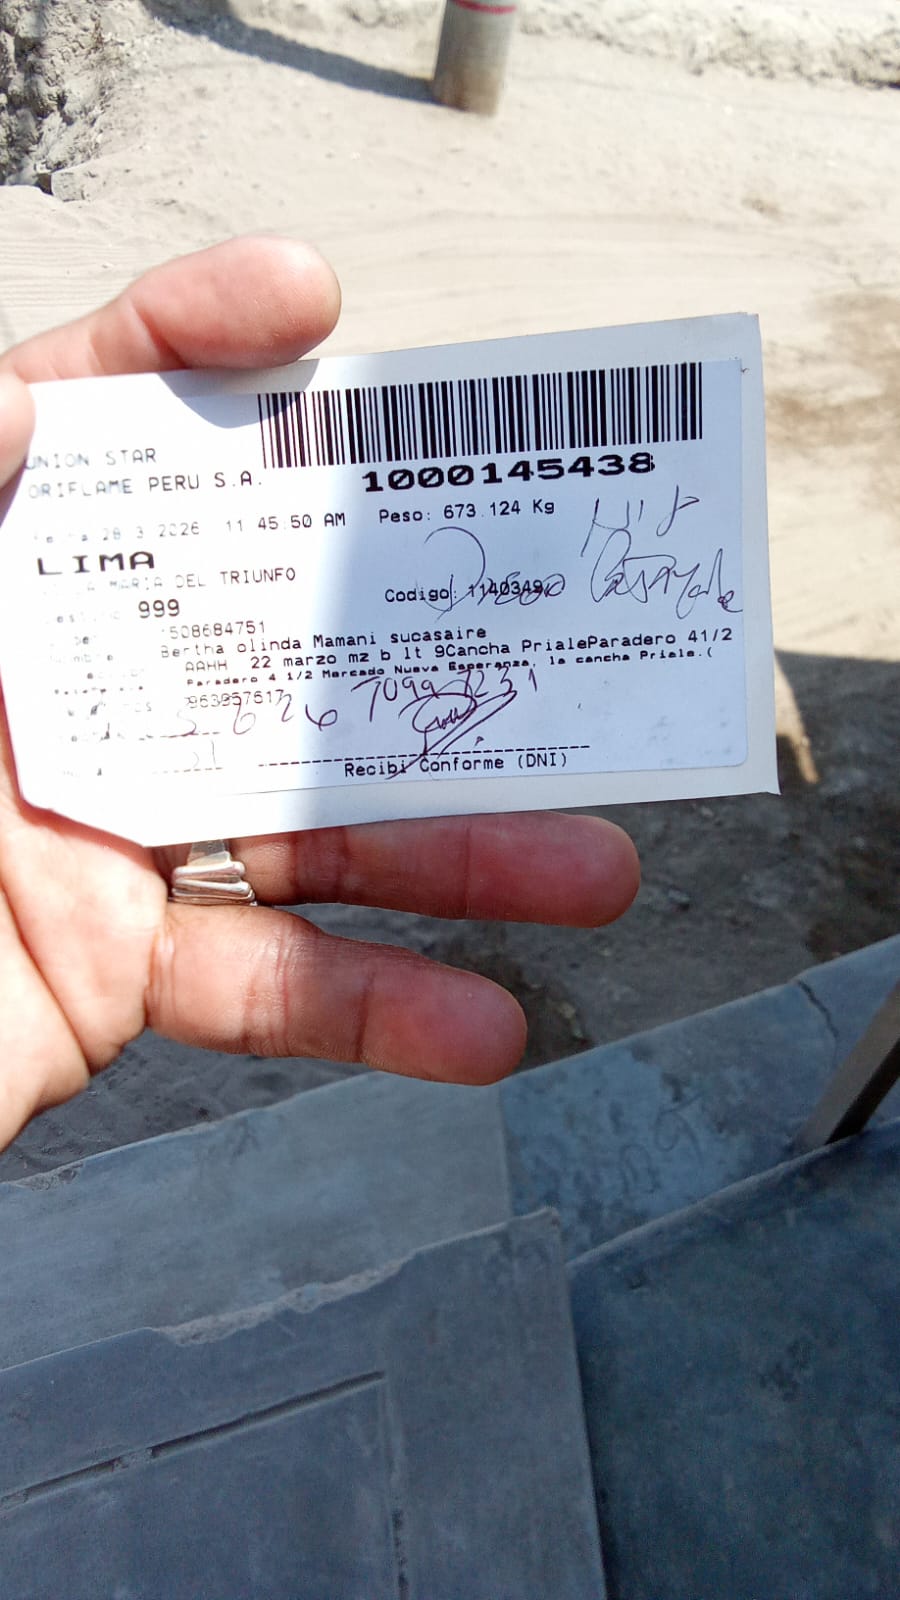 UNION STAR
ORIFLAME PERU S.A.
1000145438
28 3 2026 11 45:50 AM Peso: 673.124 Kg
LIMA
MARIA DEL TRIUNFO
Codigo: 1140349
999
508684751
Bertha olinda Mamani sucasaire
AAHH 22 marzo mz b lt 9Cancha PrialeParadero 41/2
Paradero 4 1/2 Mercado Nueva Esperanza, la cancha Priale.(
963957617
7099 7231
Recibi Conforme (DNI)